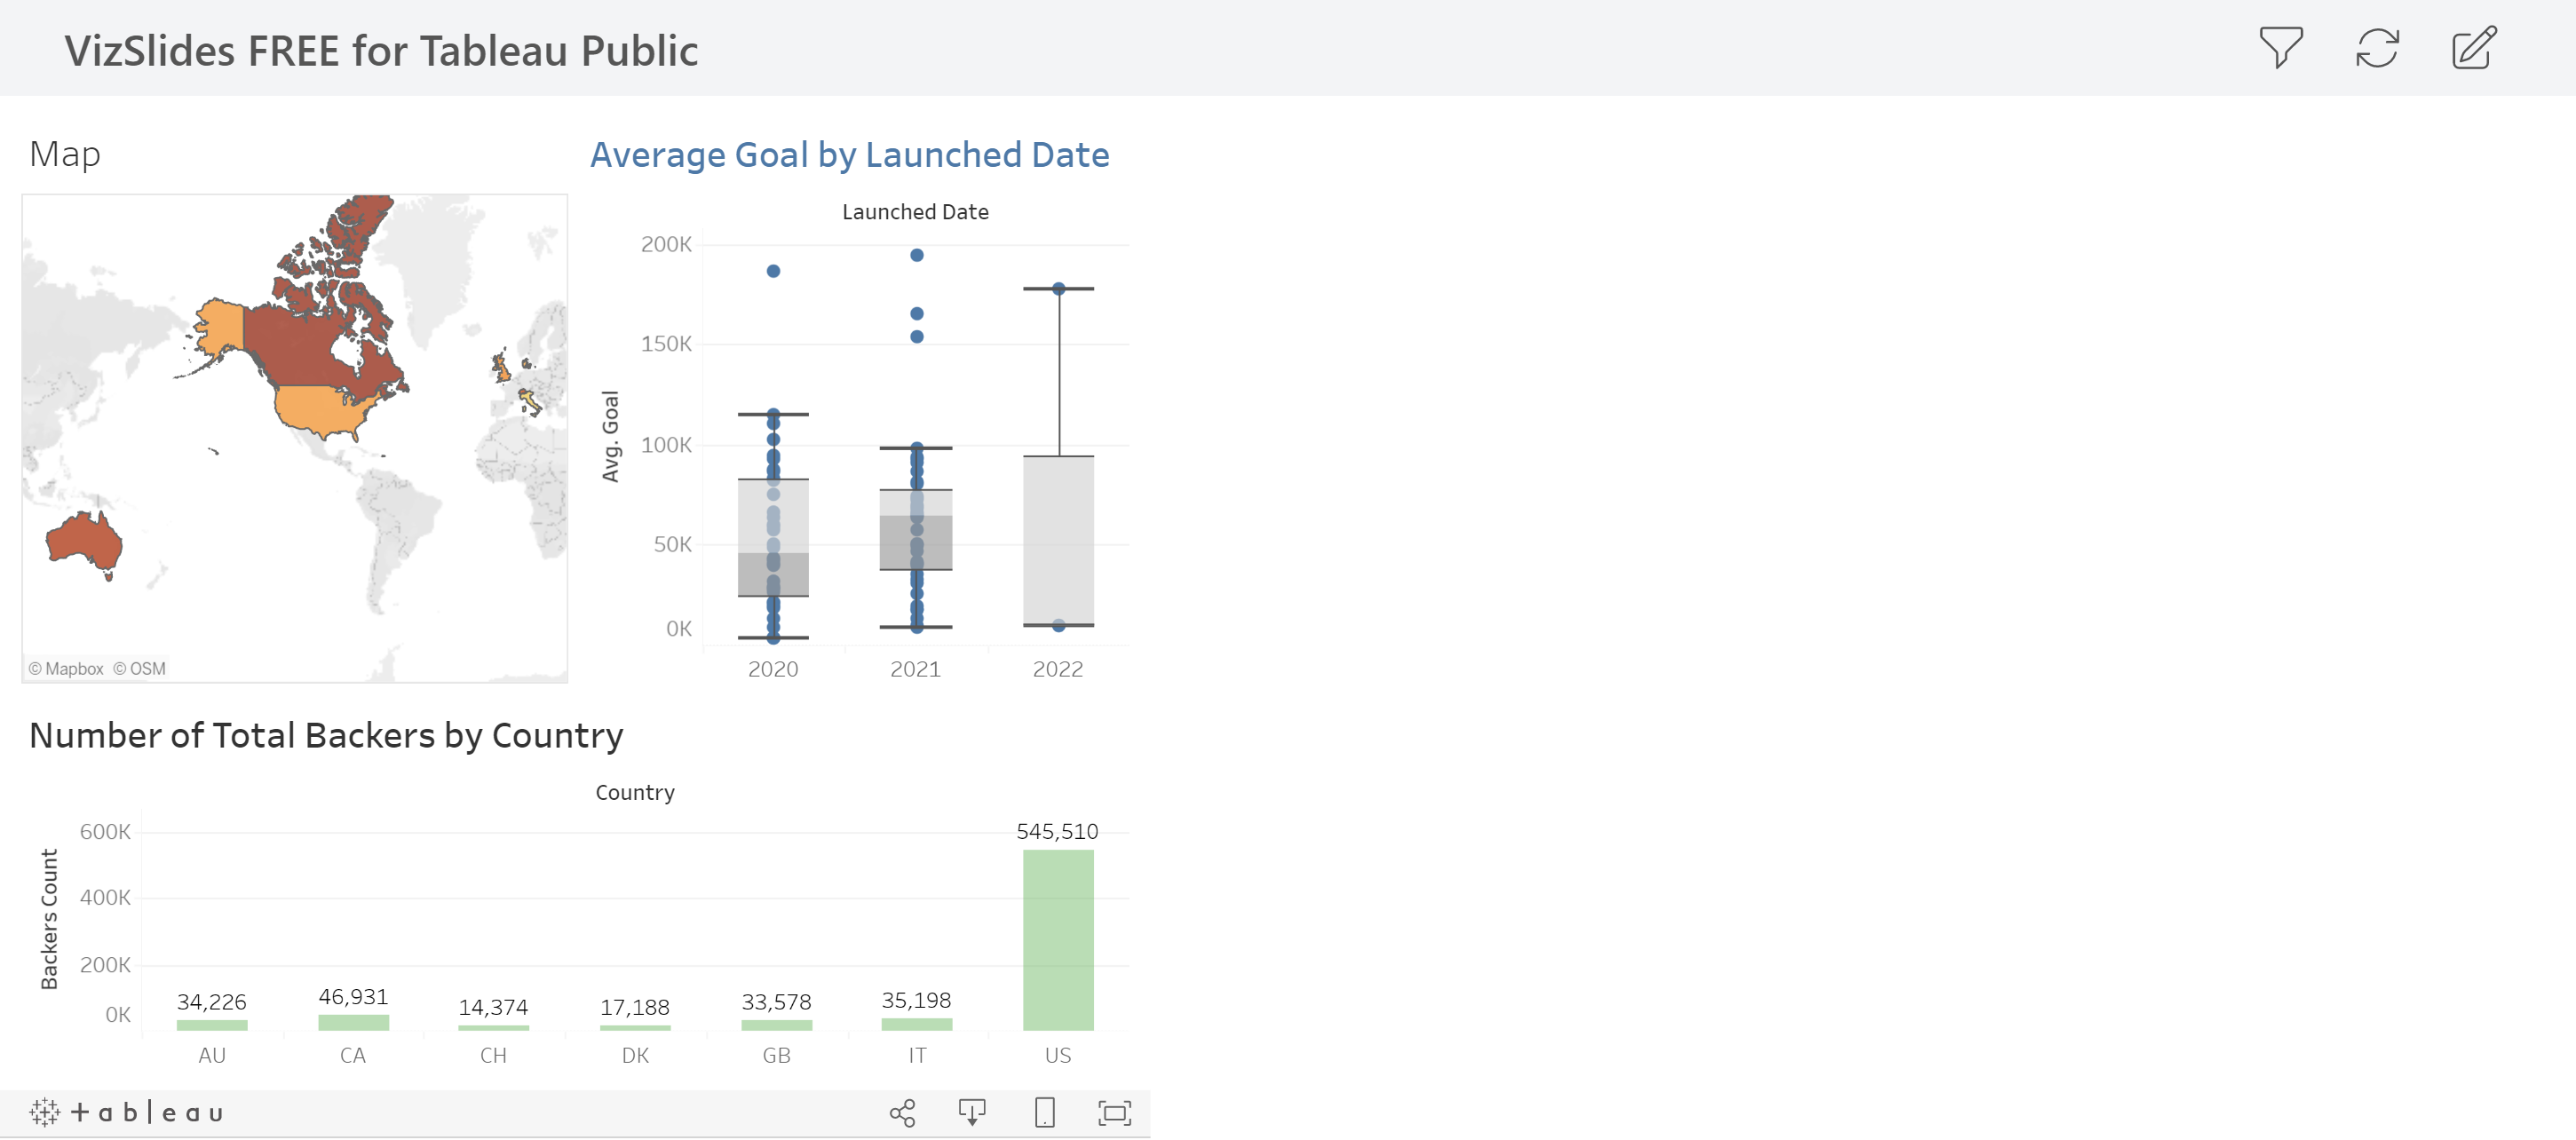 VizSlides FREE for Tableau Public
Map
© Mapbox © OSM
Average Goal by Launched Date
Launched Date
Avg. Goal
200K
150K
100K
50K
0K
2020 2021 2022
Number of Total Backers by Country
Country
Backers Count
600K
400K
200K
0K
34,226 46,931 14,374 17,188 33,578 35,198 545,510
AU CA CH DK GB IT US
+ableau